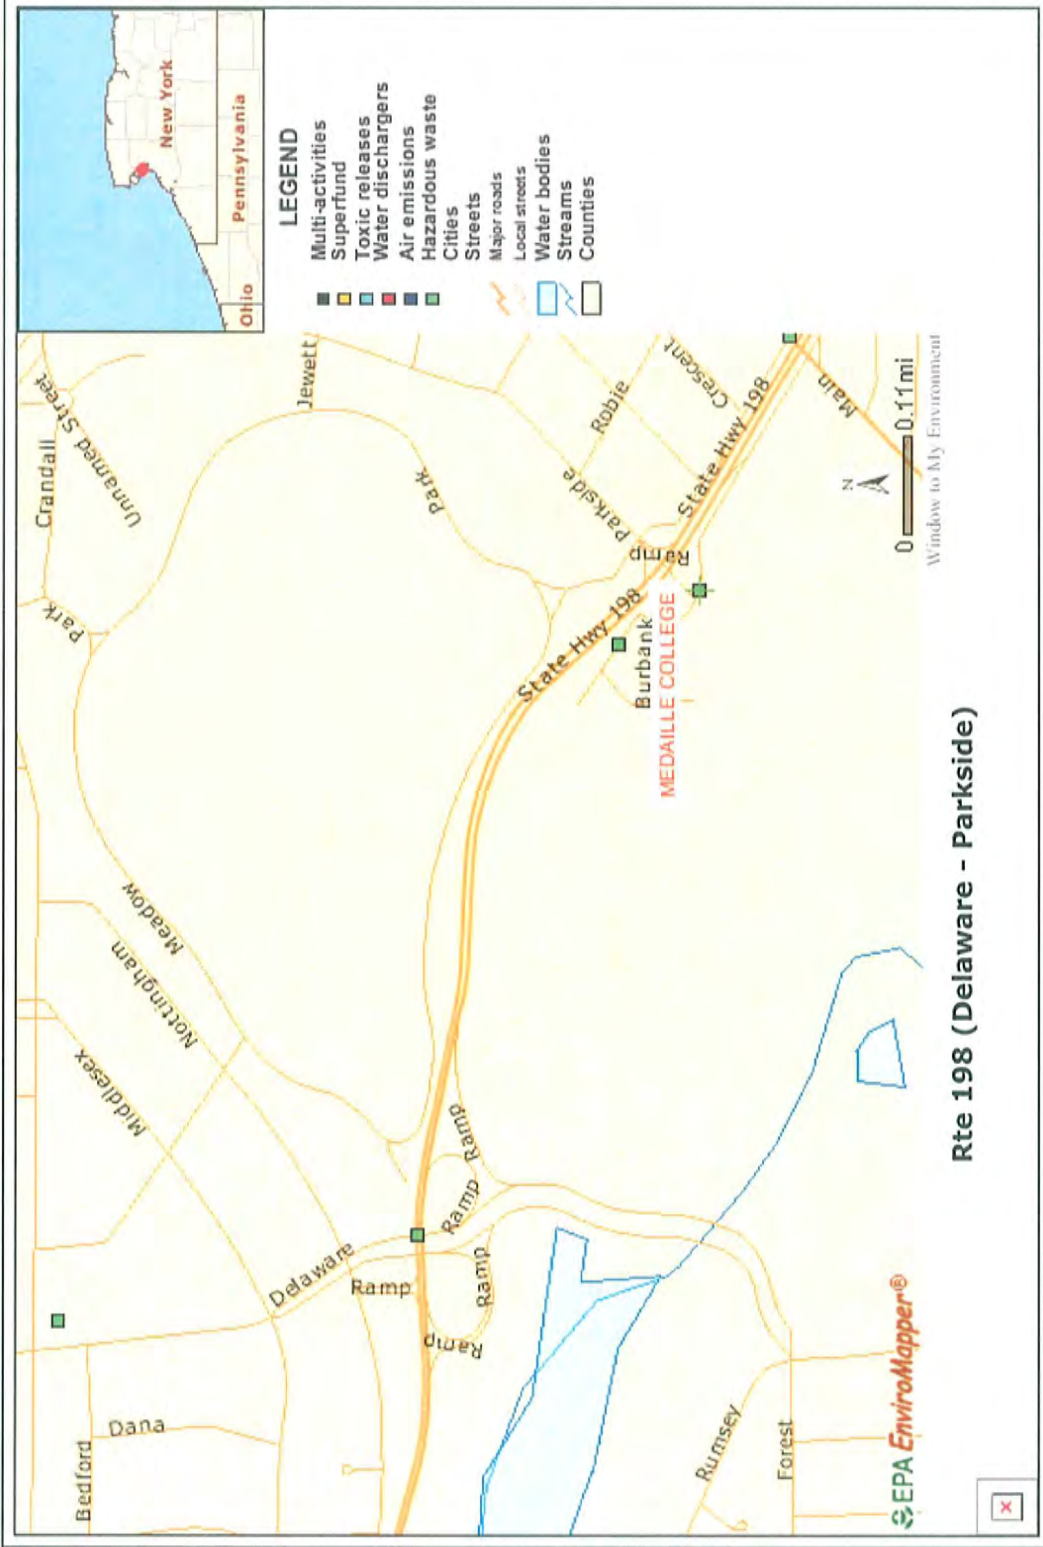 Crandall
Unnamed Street
Park
Jewett
Park
Meadow
Nottingham
Middlesex
Parkside
Robie
Crescent
State Hwy 198
Main
Ramp
State Hwy 198
Burbank
MEDAILLE COLLEGE
Delaware
Ramp
Ramp
Ramp
Ramp
Ramp
Dana
Bedford
Rumsey
Forest
N
0 0.11mi
Window to My Environment
EPA EnviroMapper®
New York
Pennsylvania
Ohio
LEGEND
Multi-activities
Superfund
Toxic releases
Water dischargers
Air emissions
Hazardous waste
Cities
Streets
Major roads
Local streets
Water bodies
Streams
Counties
Rte 198 (Delaware - Parkside)